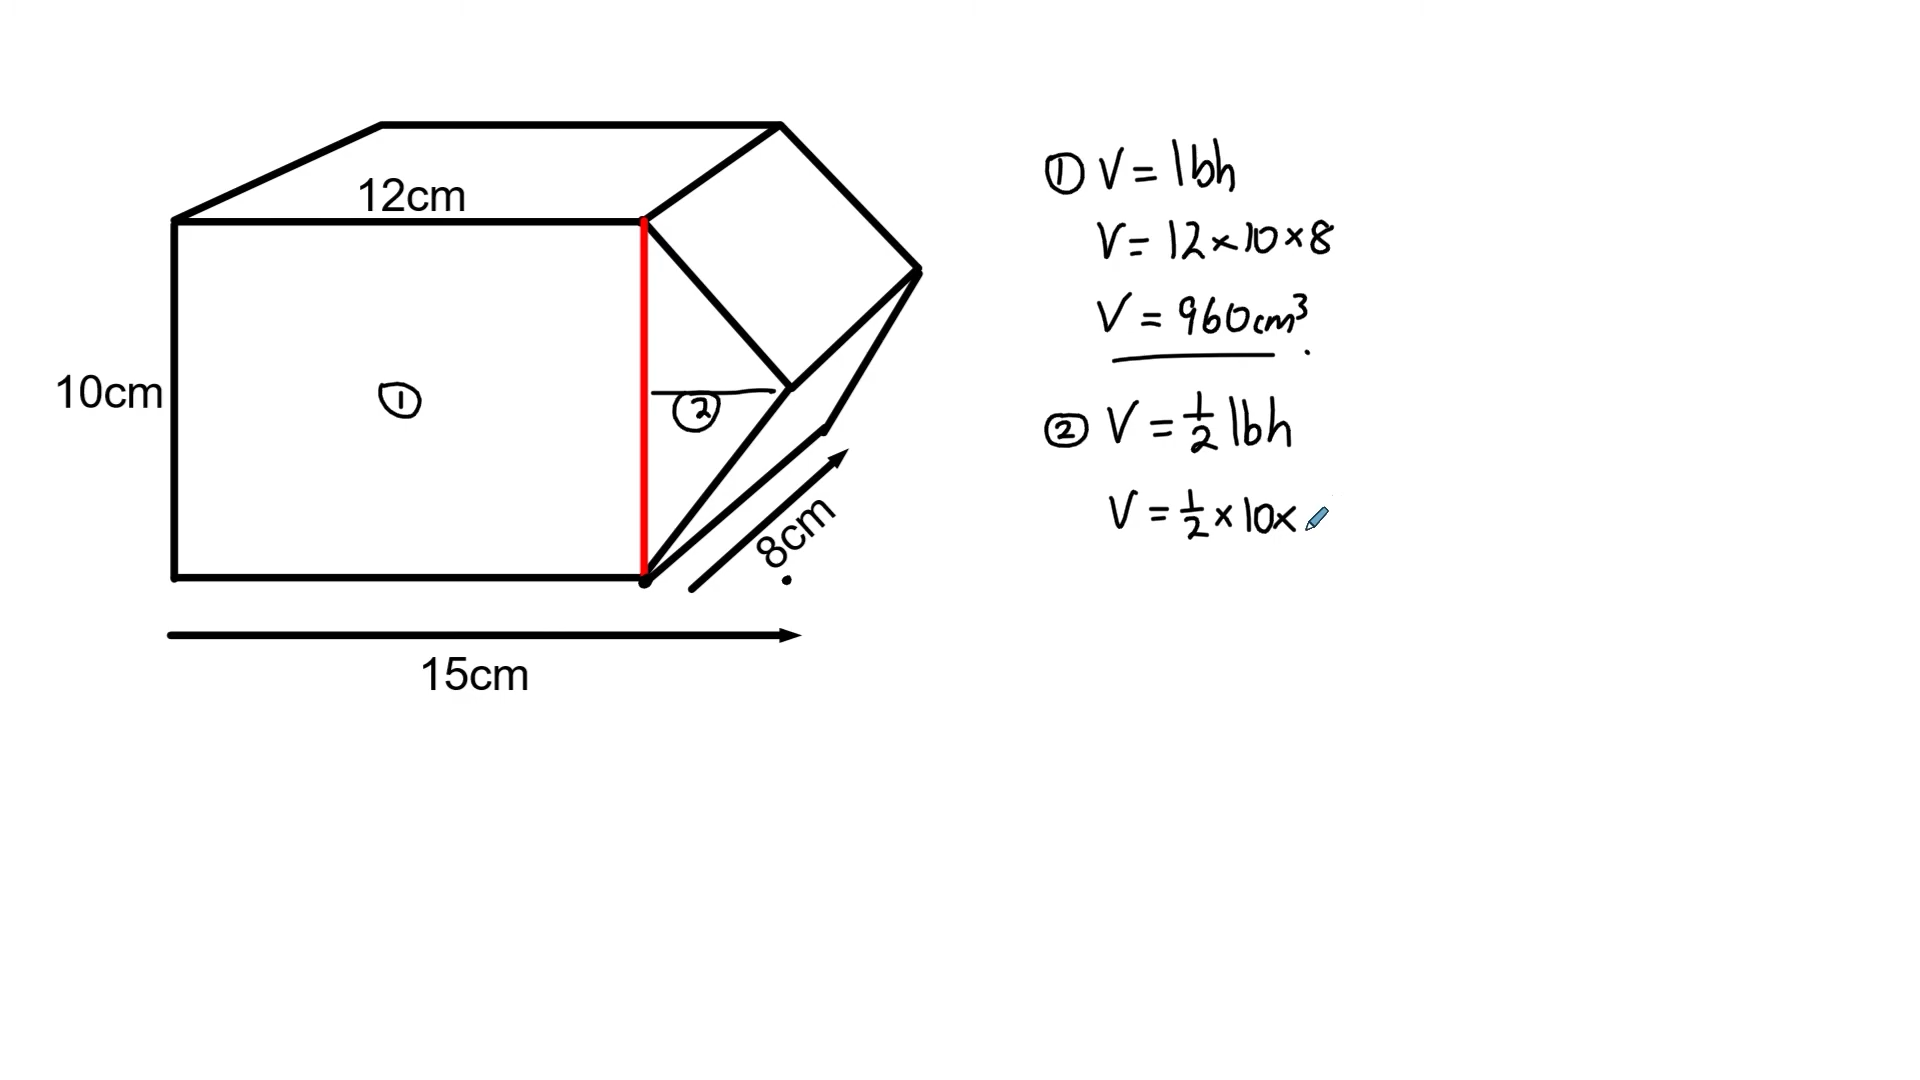 12cm
10cm
①
②
8cm
15cm
① V = lbh
V = 12 × 10 × 8
V = 960cm³
② V = ½ lbh
V = ½ × 10 ×